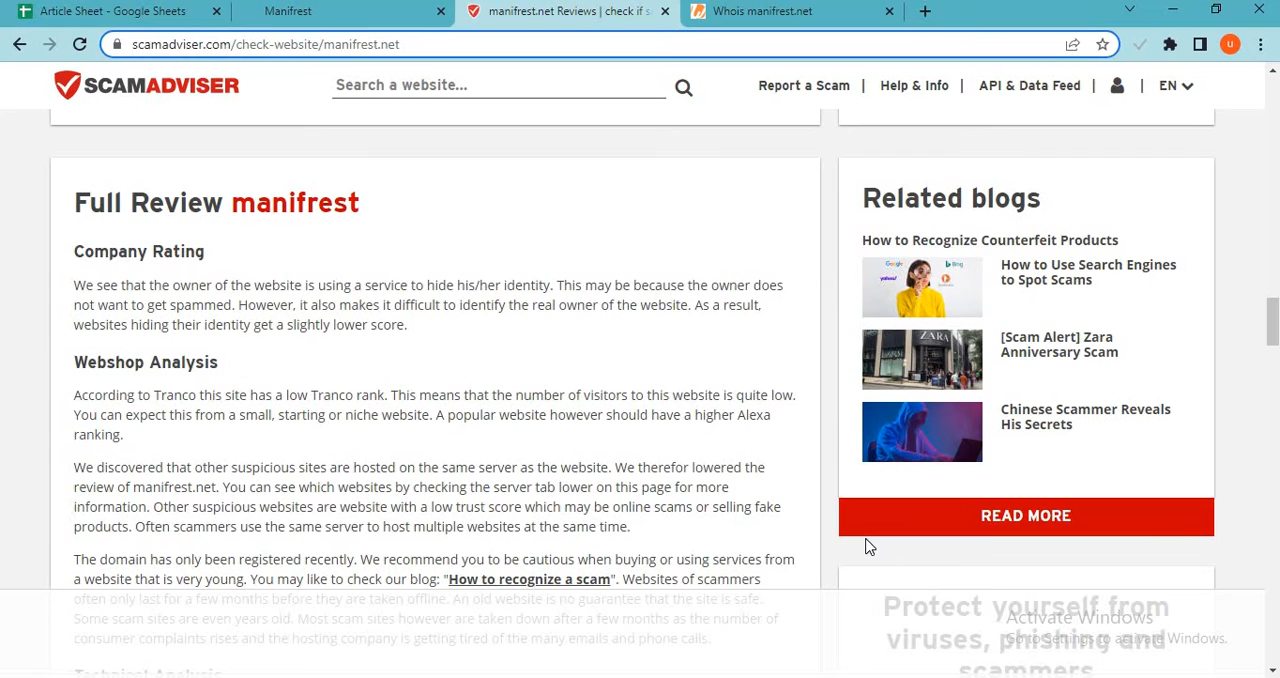 Article Sheet - Google Sheets
Manifrest
manifrest.net Reviews | check if s
Whois manifrest.net
scamadviser.com/check-website/manifrest.net
u
SCAMADVISER
Search a website...
Report a Scam | Help & Info | API & Data Feed | | EN
Full Review manifrest
Company Rating
We see that the owner of the website is using a service to hide his/her identity. This may be because the owner does
not want to get spammed. However, it also makes it difficult to identify the real owner of the website. As a result,
websites hiding their identity get a slightly lower score.
Webshop Analysis
According to Tranco this site has a low Tranco rank. This means that the number of visitors to this website is quite low.
You can expect this from a small, starting or niche website. A popular website however should have a higher Alexa
ranking.
We discovered that other suspicious sites are hosted on the same server as the website. We therefor lowered the
review of manifrest.net. You can see which websites by checking the server tab lower on this page for more
information. Other suspicious websites are website with a low trust score which may be online scams or selling fake
products. Often scammers use the same server to host multiple websites at the same time.
The domain has only been registered recently. We recommend you to be cautious when buying or using services from
a website that is very young. You may like to check our blog: "How to recognize a scam". Websites of scammers
often only last for a few months before they are taken offline. An old website is no guarantee that the site is safe.
Some scam sites are even years old. Most scam sites however are taken down after a few months as the number of
consumer complaints rises and the hosting company is getting tired of the many emails and phone calls.
Technical Analysis
Related blogs
How to Recognize Counterfeit Products
Google
Bing
yahoo!
How to Use Search Engines
to Spot Scams
ZARA
[Scam Alert] Zara
Anniversary Scam
Chinese Scammer Reveals
His Secrets
READ MORE
Protect yourself from
viruses, phishing and
scammers
Activate Windows
Go to Settings to activate Windows.